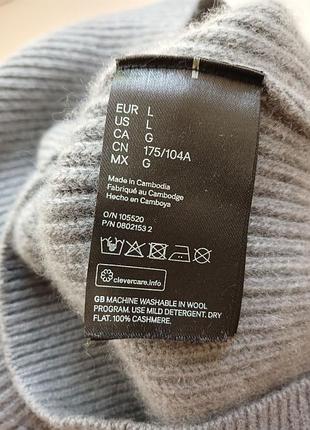 EUR L
US L
CA G
CN 175/104A
MX G
Made in Cambodia
Fabriqué au Cambodge
Hecho en Camboya
O/N 105520
P/N 0802153 2
clevercare.info
GB MACHINE WASHABLE IN WOOL
PROGRAM. USE MILD DETERGENT. DRY
FLAT. 100% CASHMERE.